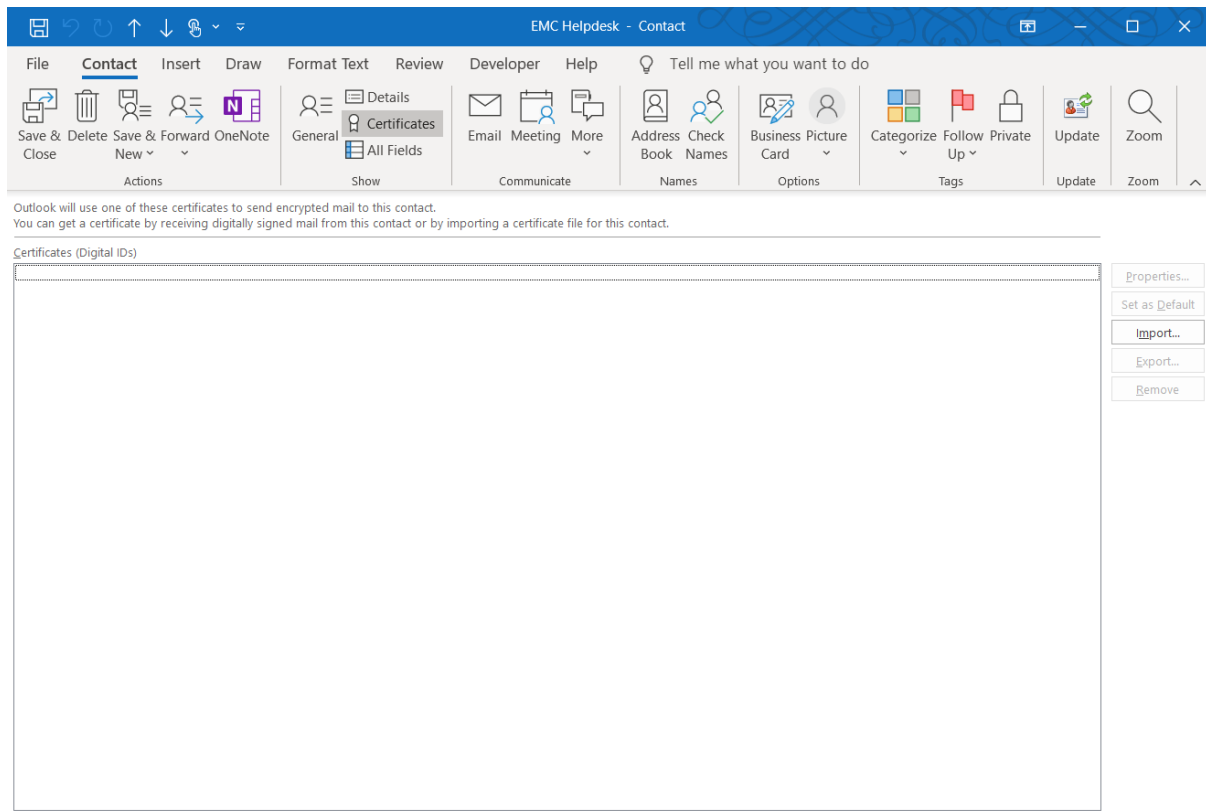 EMC Helpdesk - Contact
File Contact Insert Draw Format Text Review Developer Help Tell me what you want to do
Save & Close
Delete
Save & New
Forward
OneNote
Actions
General
Details
Certificates
All Fields
Show
Email
Meeting
More
Communicate
Address Book
Check Names
Names
Business Card
Picture
Options
Categorize
Follow Up
Private
Tags
Update
Update
Zoom
Zoom
Outlook will use one of these certificates to send encrypted mail to this contact.
You can get a certificate by receiving digitally signed mail from this contact or by importing a certificate file for this contact.
Certificates (Digital IDs)
Properties...
Set as Default
Import...
Export...
Remove